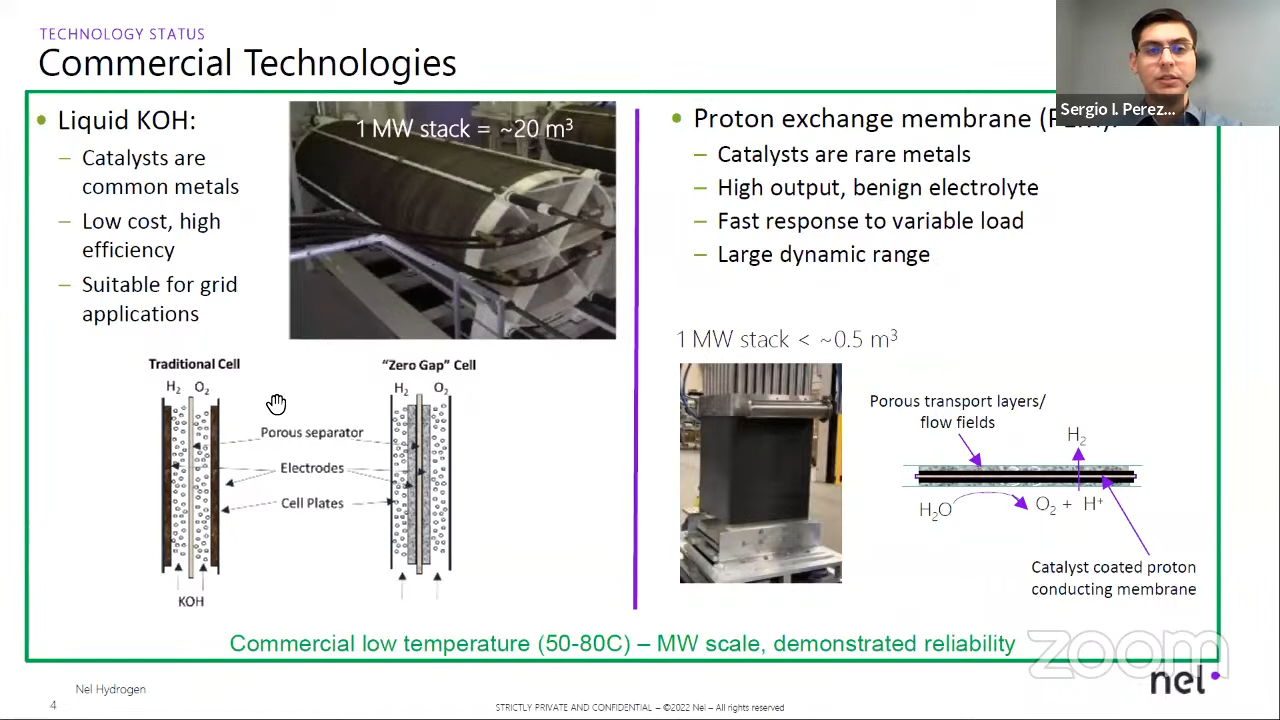 TECHNOLOGY STATUS
Commercial Technologies
Sergio I. Perez...
• Liquid KOH:
– Catalysts are
common metals
– Low cost, high
efficiency
– Suitable for grid
applications
1 MW stack = ~20 m³
Traditional Cell
H₂ O₂
"Zero Gap" Cell
H₂ O₂
Porous separator
Electrodes
Cell Plates
KOH
• Proton exchange membrane
– Catalysts are rare metals
– High output, benign electrolyte
– Fast response to variable load
– Large dynamic range
1 MW stack < ~0.5 m³
Porous transport layers/
flow fields
H₂
H₂O
O₂ + H⁺
Catalyst coated proton
conducting membrane
Commercial low temperature (50-80C) – MW scale, demonstrated reliability
zoom
nel
Nel Hydrogen
4
STRICTLY PRIVATE AND CONFIDENTIAL – ©2022 Nel – All rights reserved